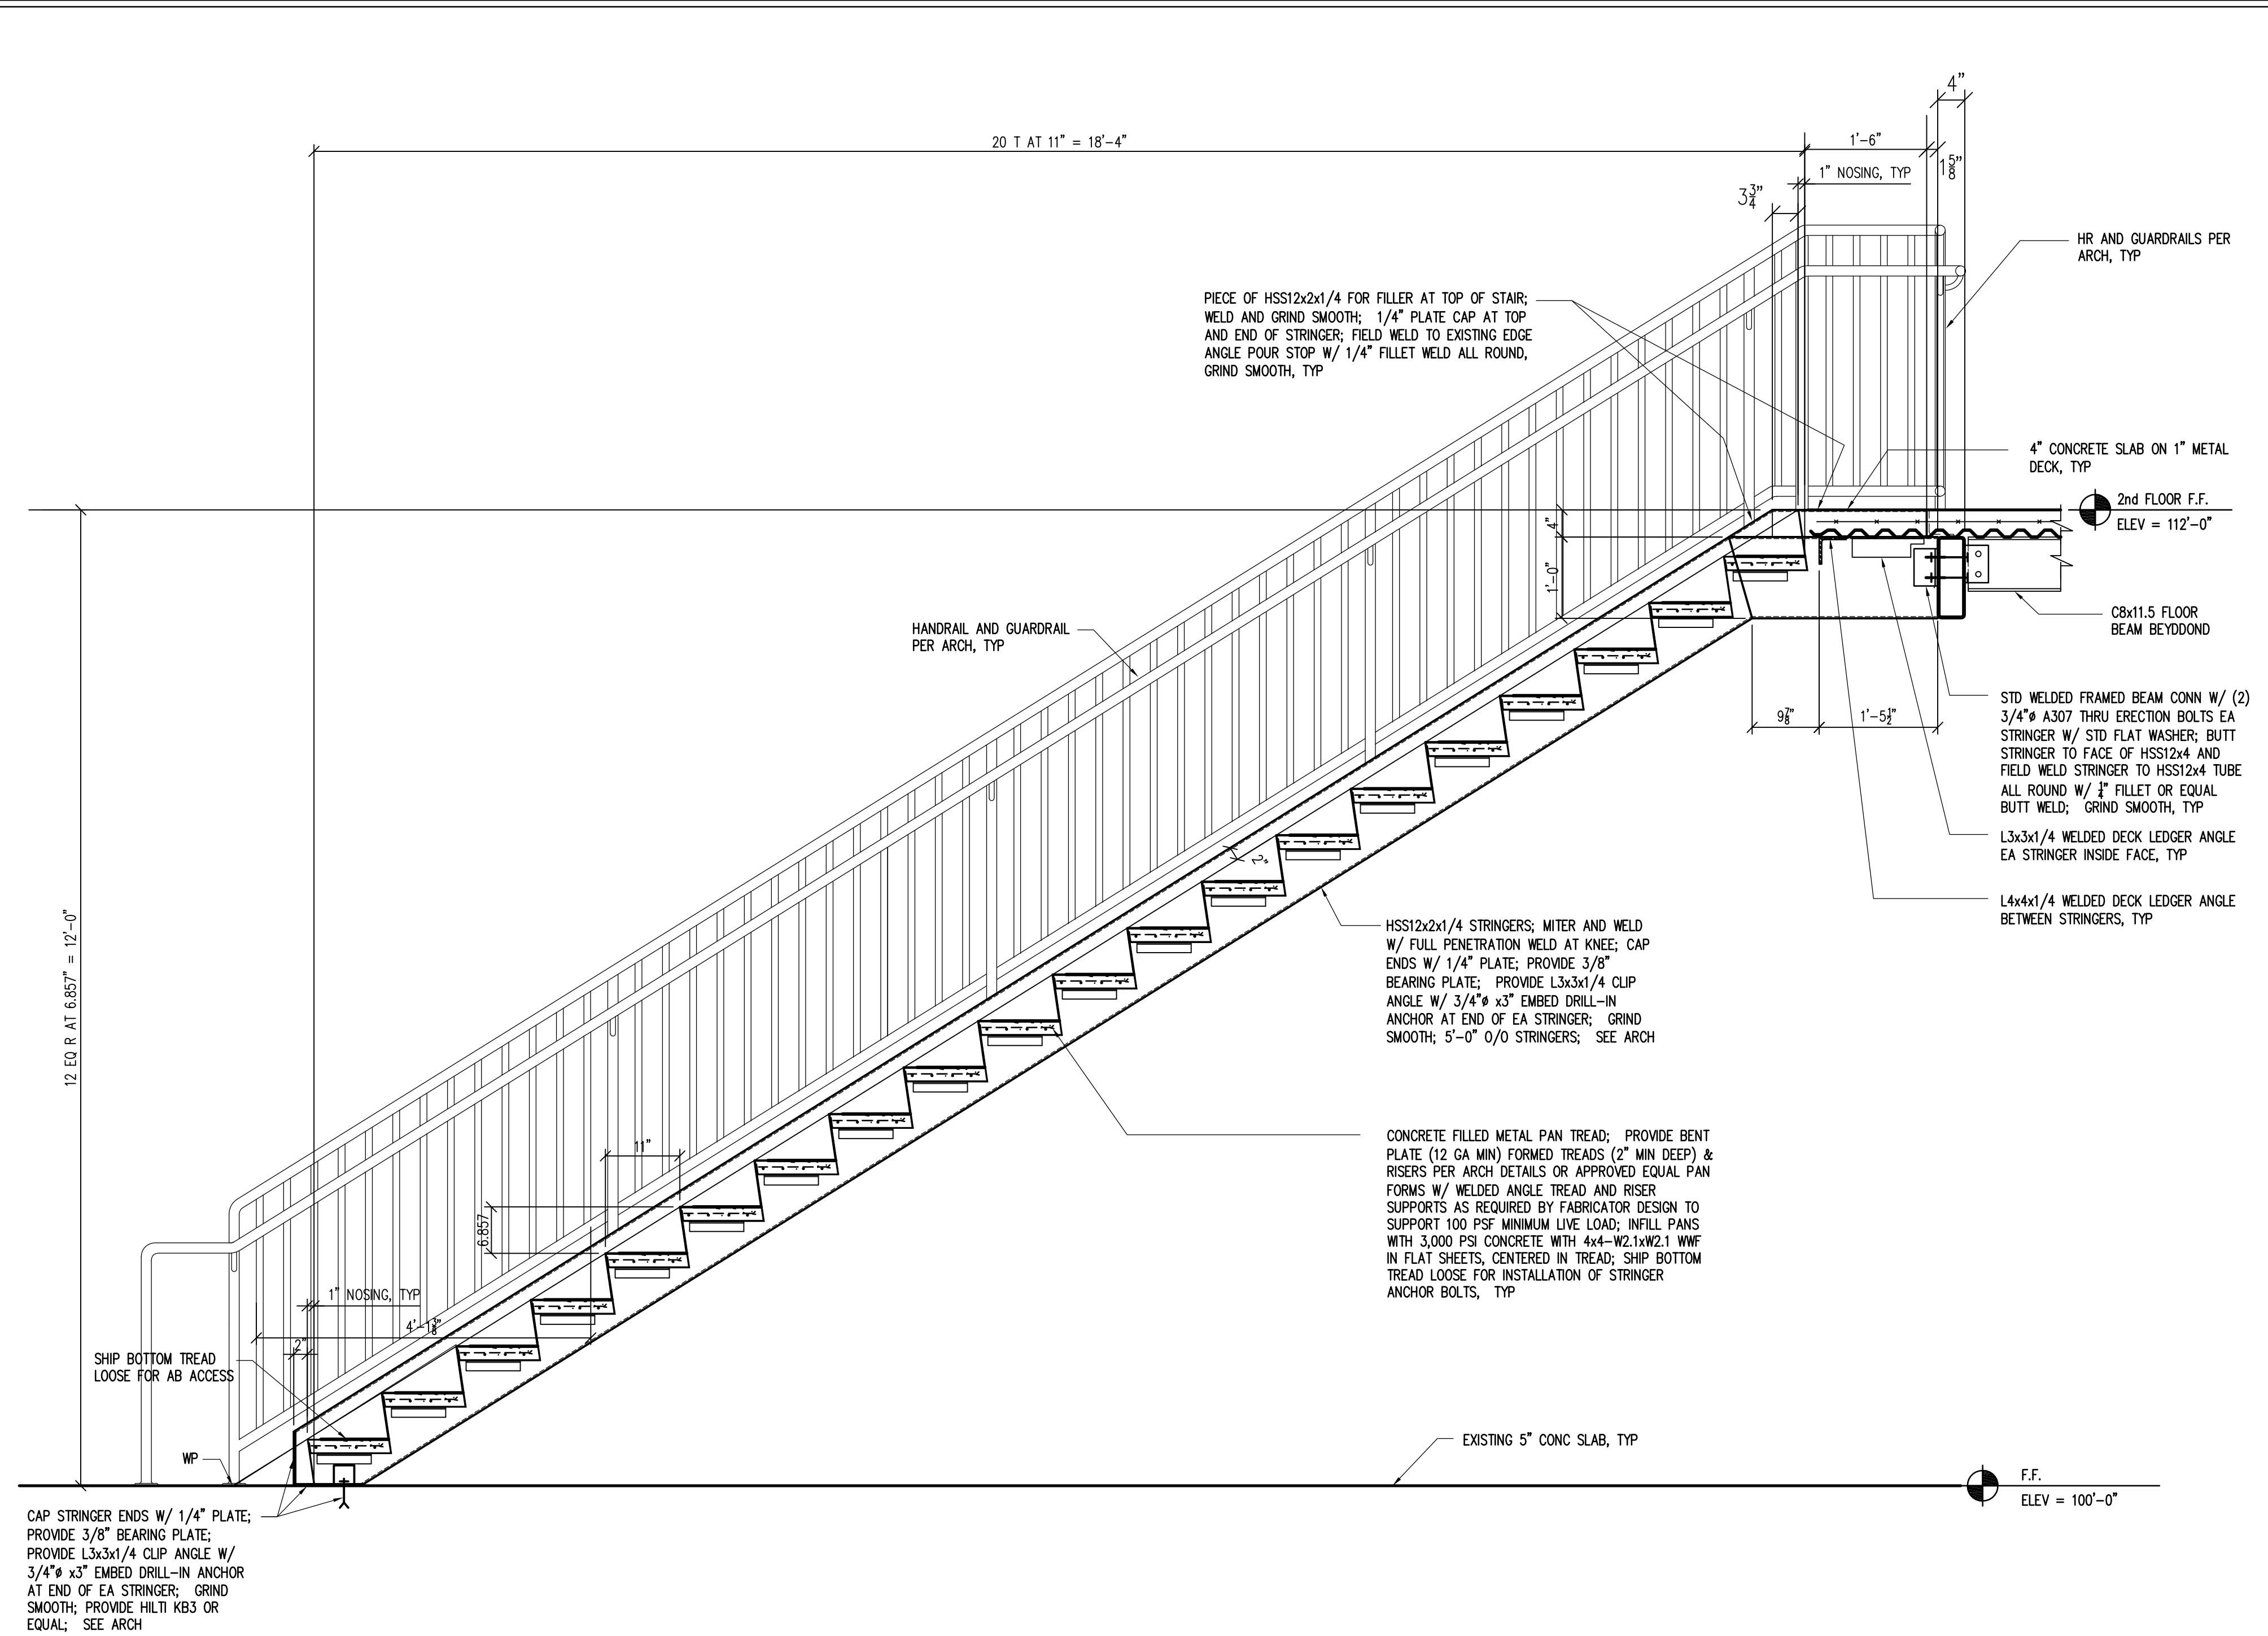 4”
20 T AT 11” = 18’–4”
1’–6”
1 5/8”
1” NOSING, TYP
3 3/4”
HR AND GUARDRAILS PER
ARCH, TYP
PIECE OF HSS12x2x1/4 FOR FILLER AT TOP OF STAIR;
WELD AND GRIND SMOOTH; 1/4” PLATE CAP AT TOP
AND END OF STRINGER; FIELD WELD TO EXISTING EDGE
ANGLE POUR STOP W/ 1/4” FILLET WELD ALL ROUND,
GRIND SMOOTH, TYP
4” CONCRETE SLAB ON 1” METAL
DECK, TYP
2nd FLOOR F.F.
ELEV = 112’–0”
4”
1’–0”
C8x11.5 FLOOR
BEAM BEYDDOND
HANDRAIL AND GUARDRAIL
PER ARCH, TYP
9 7/8”
1’–5 1/2”
STD WELDED FRAMED BEAM CONN W/ (2)
3/4”ø A307 THRU ERECTION BOLTS EA
STRINGER W/ STD FLAT WASHER; BUTT
STRINGER TO FACE OF HSS12x4 AND
FIELD WELD STRINGER TO HSS12x4 TUBE
ALL ROUND W/ 1/4” FILLET OR EQUAL
BUTT WELD; GRIND SMOOTH, TYP
L3x3x1/4 WELDED DECK LEDGER ANGLE
EA STRINGER INSIDE FACE, TYP
L4x4x1/4 WELDED DECK LEDGER ANGLE
BETWEEN STRINGERS, TYP
2”
HSS12x2x1/4 STRINGERS; MITER AND WELD
W/ FULL PENETRATION WELD AT KNEE; CAP
ENDS W/ 1/4” PLATE; PROVIDE 3/8”
BEARING PLATE; PROVIDE L3x3x1/4 CLIP
ANGLE W/ 3/4”ø x3” EMBED DRILL–IN
ANCHOR AT END OF EA STRINGER; GRIND
SMOOTH; 5’–0” O/O STRINGERS; SEE ARCH
12 EQ R AT 6.857” = 12’–0”
CONCRETE FILLED METAL PAN TREAD; PROVIDE BENT
PLATE (12 GA MIN) FORMED TREADS (2” MIN DEEP) &
RISERS PER ARCH DETAILS OR APPROVED EQUAL PAN
FORMS W/ WELDED ANGLE TREAD AND RISER
SUPPORTS AS REQUIRED BY FABRICATOR DESIGN TO
SUPPORT 100 PSF MINIMUM LIVE LOAD; INFILL PANS
WITH 3,000 PSI CONCRETE WITH 4x4–W2.1xW2.1 WWF
IN FLAT SHEETS, CENTERED IN TREAD; SHIP BOTTOM
TREAD LOOSE FOR INSTALLATION OF STRINGER
ANCHOR BOLTS, TYP
11”
6.857
1” NOSING, TYP
4’–1 3/8”
2”
SHIP BOTTOM TREAD
LOOSE FOR AB ACCESS
WP
EXISTING 5” CONC SLAB, TYP
F.F.
ELEV = 100’–0”
CAP STRINGER ENDS W/ 1/4” PLATE;
PROVIDE 3/8” BEARING PLATE;
PROVIDE L3x3x1/4 CLIP ANGLE W/
3/4”ø x3” EMBED DRILL–IN ANCHOR
AT END OF EA STRINGER; GRIND
SMOOTH; PROVIDE HILTI KB3 OR
EQUAL; SEE ARCH